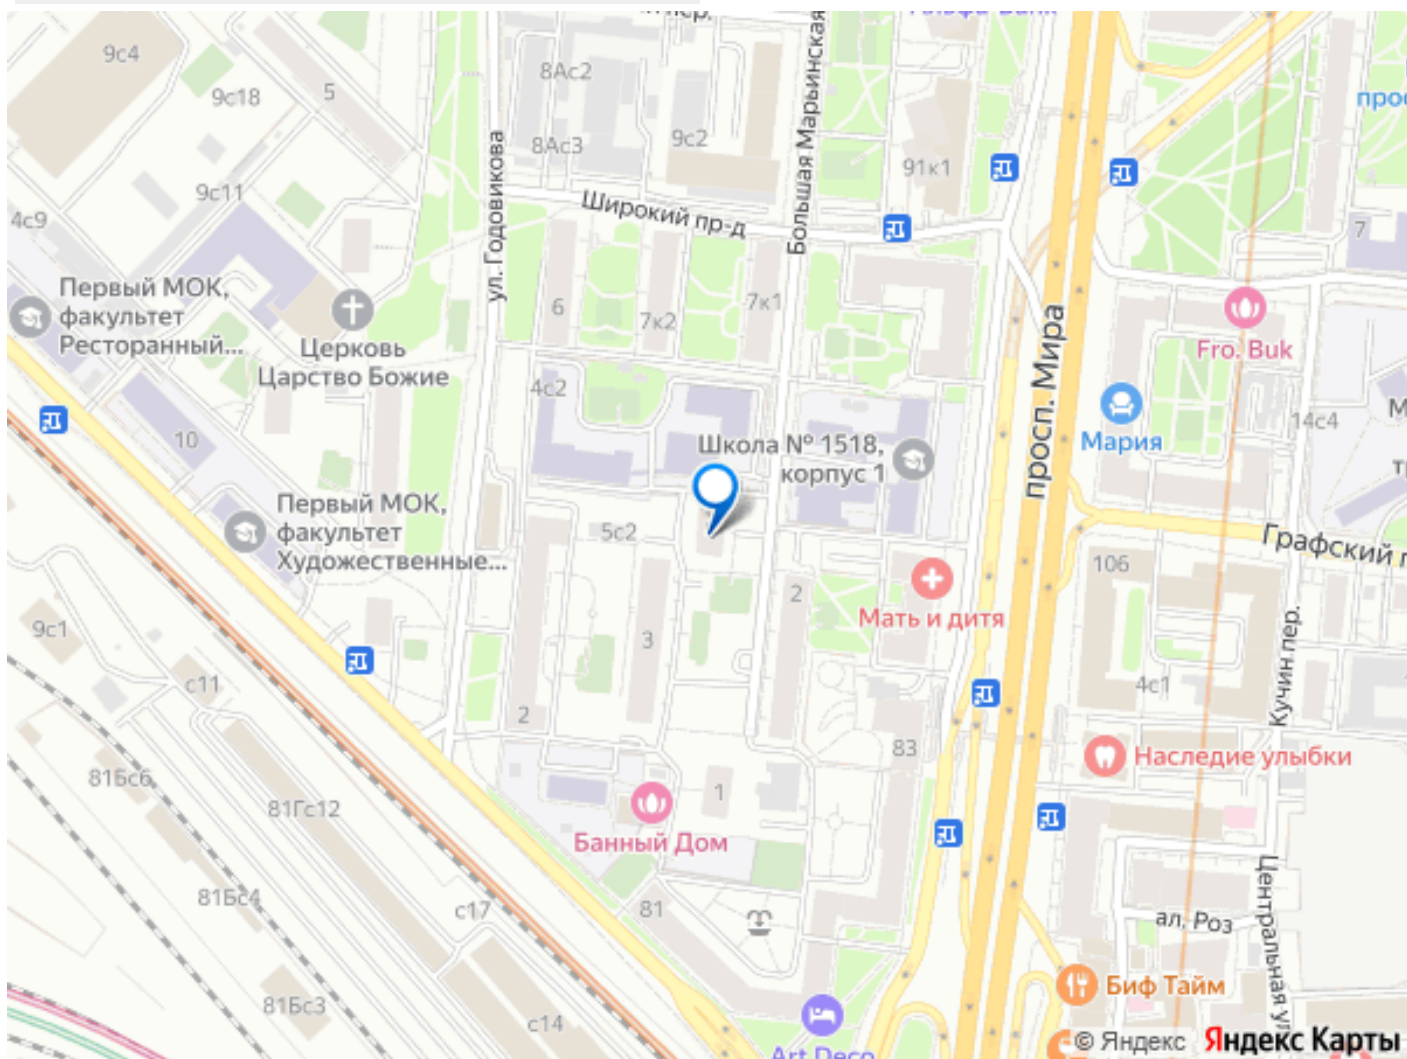 Большая Марьинская
9с4
9с18
5
8Ас2
8Ас3
9с2
91к1
9с11
4с9
ул. Годовикова
Широкий пр-д
7
Первый МОК,
факультет
Ресторанный...
Церковь
Царство Божие
6
7к2
7к1
просп. Мира
Fro. Buk
Мария
4с2
14с4
10
Школа № 1518,
корпус 1
Первый МОК,
факультет
Художественные...
5с2
Графский
106
2
Мать и дитя
3
9с1
с11
4с1
Кучин пер.
2
83
Наследие улыбки
81Бс6
81Гс12
1
Банный Дом
81Бс4
с17
81
ал. Роз
Центральная
81Бс3
с14
Биф Тайм
Art Deco
© Яндекс Яндекс Карты